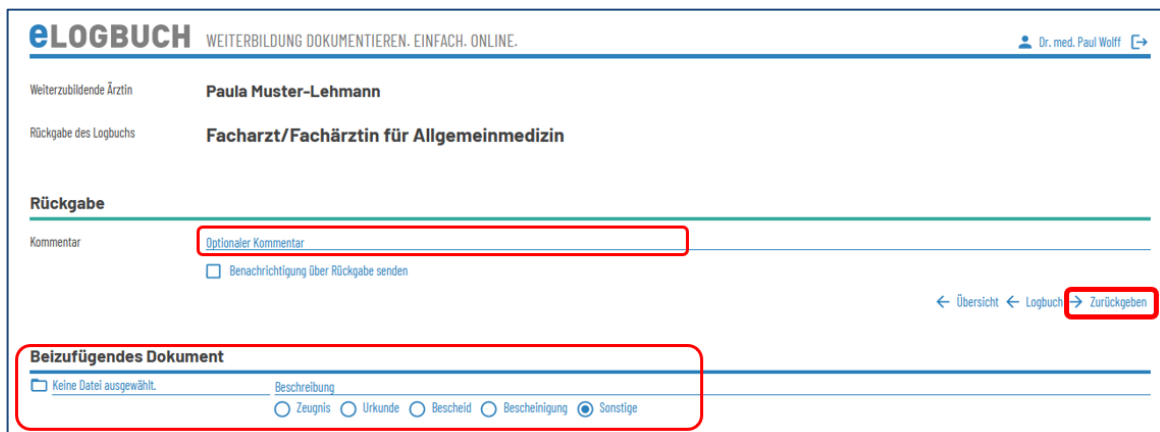 eLOGBUCH WEITERBILDUNG DOKUMENTIEREN. EINFACH. ONLINE. Dr. med. Paul Wolff
Weiterzubildende Ärztin Paula Muster-Lehmann
Rückgabe des Logbuchs Facharzt/Fachärztin für Allgemeinmedizin
Rückgabe
Kommentar Optionaler Kommentar
Benachrichtigung über Rückgabe senden
← Übersicht ← Logbuch → Zurückgeben
Beizufügendes Dokument
Keine Datei ausgewählt. Beschreibung
Zeugnis Urkunde Bescheid Bescheinigung Sonstige